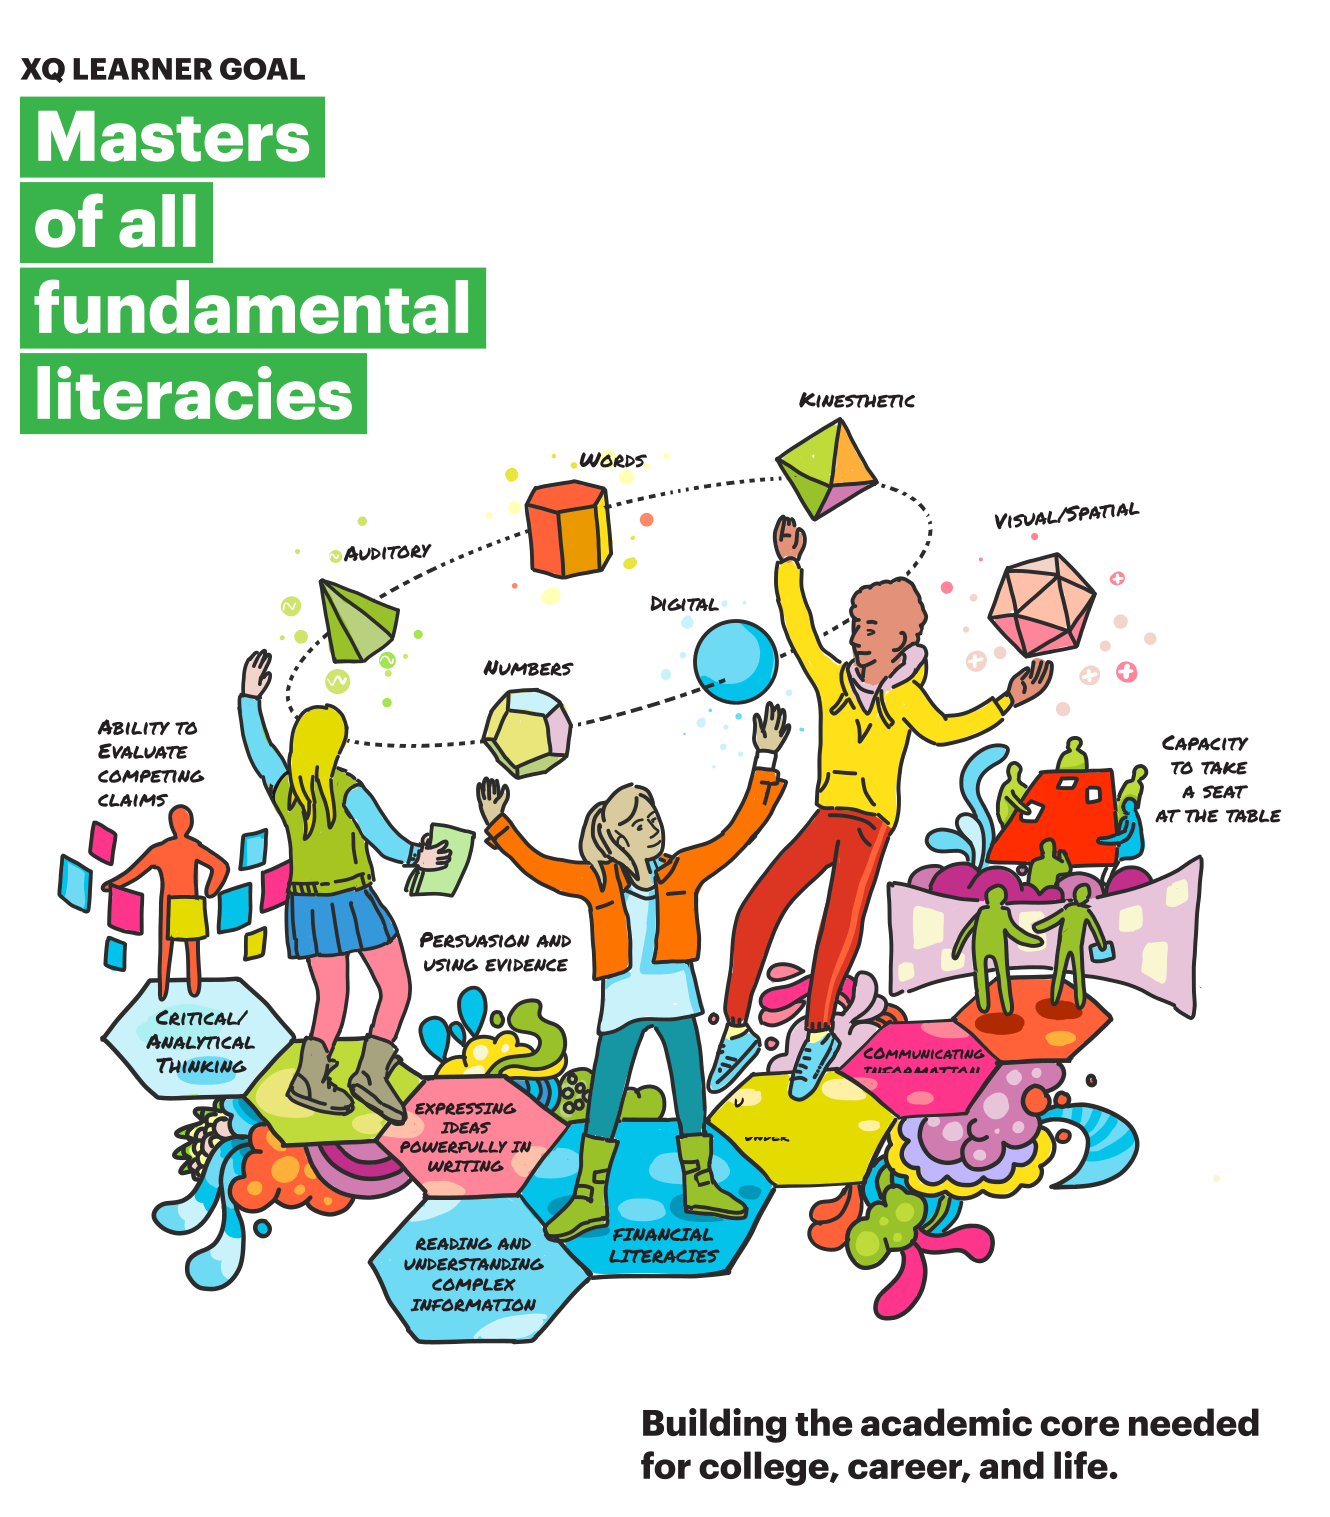 XQ LEARNER GOAL
Masters
of all
fundamental
literacies
KINESTHETIC
WORDS
VISUAL/SPATIAL
AUDITORY
DIGITAL
NUMBERS
ABILITY TO
EVALUATE
COMPETING
CLAIMS
CAPACITY
TO TAKE
A SEAT
AT THE TABLE
PERSUASION AND
USING EVIDENCE
CRITICAL/
ANALYTICAL
THINKING
COMMUNICATING
INFORMATION
EXPRESSING
IDEAS
POWERFULLY IN
WRITING
FINANCIAL
LITERACIES
READING AND
UNDERSTANDING
COMPLEX
INFORMATION
Building the academic core needed
for college, career, and life.